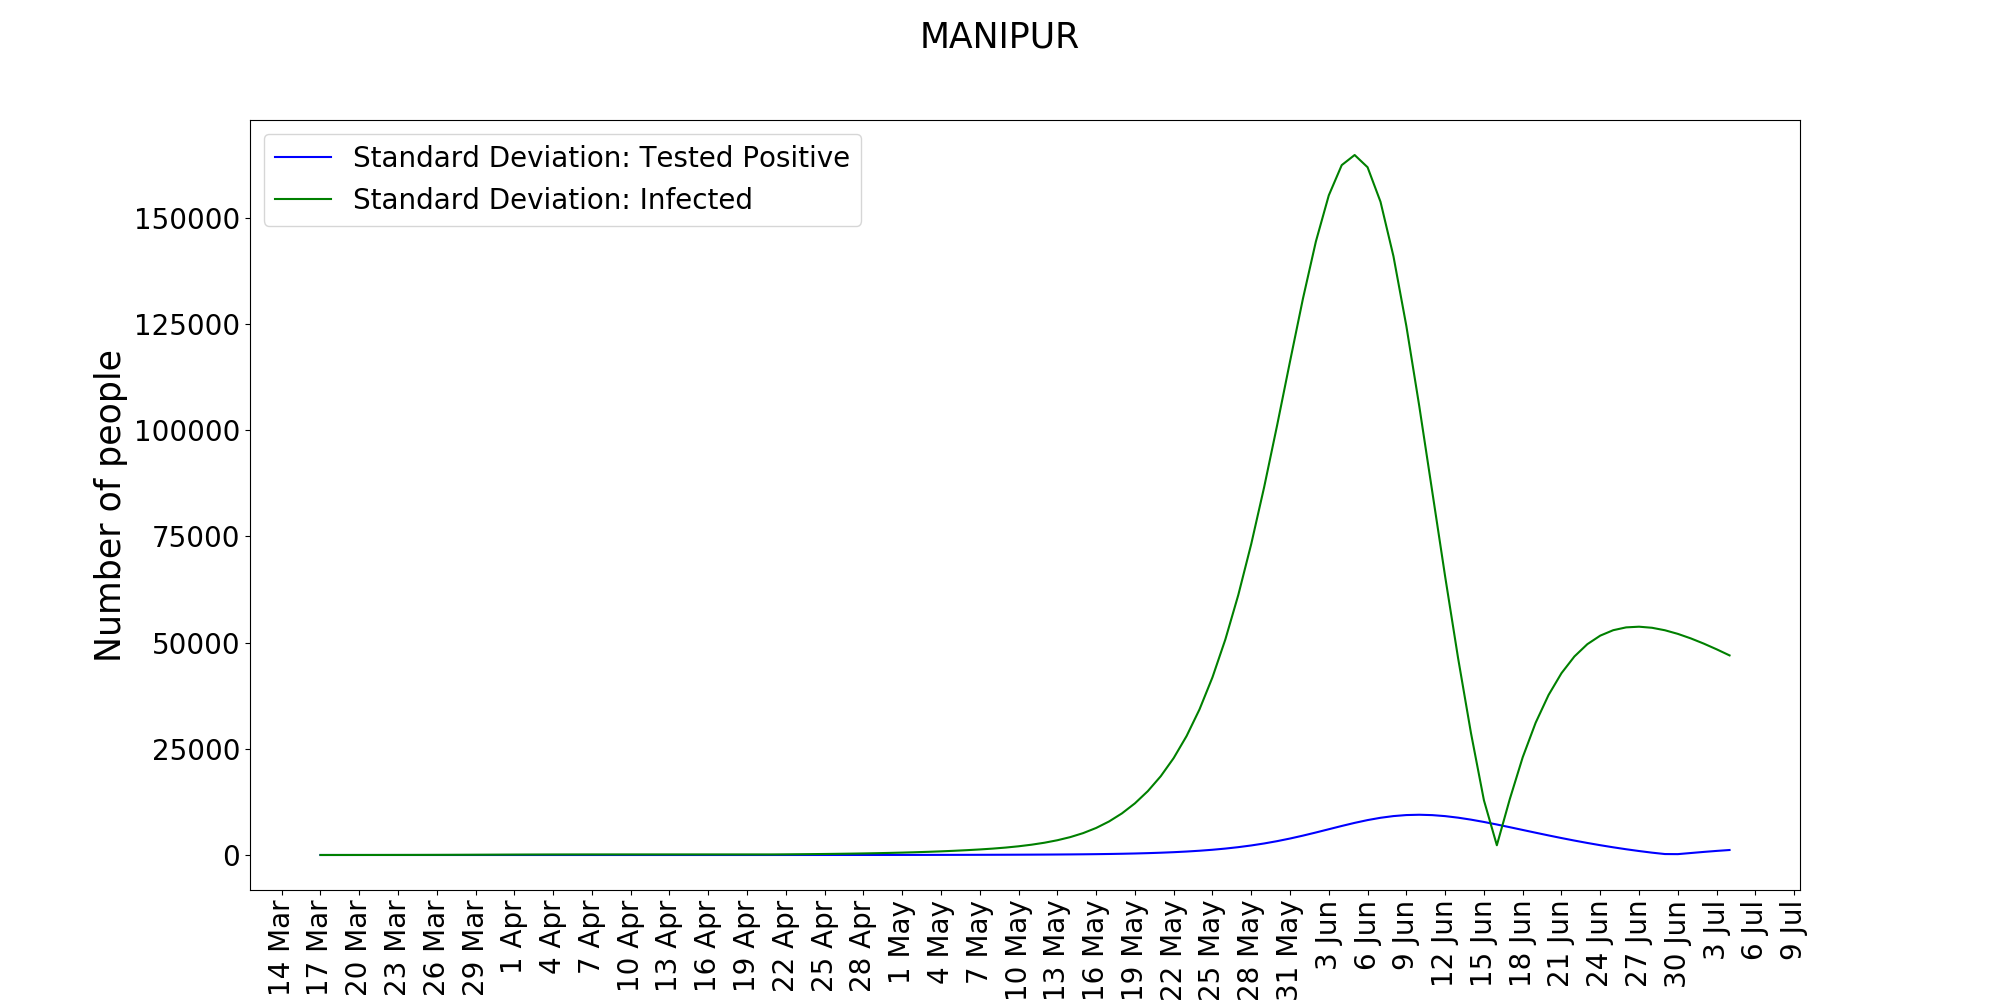 MANIPUR
Standard Deviation: Tested Positive
Standard Deviation: Infected
Number of people
150000
125000
100000
75000
50000
25000
0
14 Mar
17 Mar
20 Mar
23 Mar
26 Mar
29 Mar
1 Apr
4 Apr
7 Apr
10 Apr
13 Apr
16 Apr
19 Apr
22 Apr
25 Apr
28 Apr
1 May
4 May
7 May
10 May
13 May
16 May
19 May
22 May
25 May
28 May
31 May
3 Jun
6 Jun
9 Jun
12 Jun
15 Jun
18 Jun
21 Jun
24 Jun
27 Jun
30 Jun
3 Jul
6 Jul
9 Jul